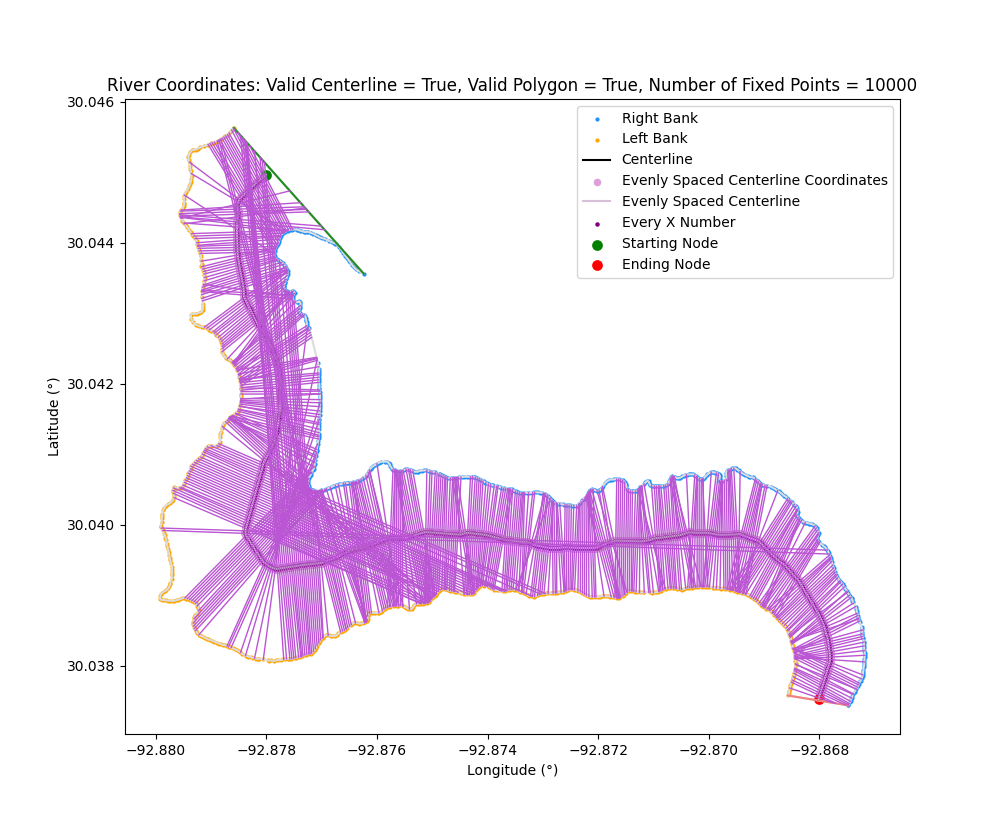 River Coordinates: Valid Centerline = True, Valid Polygon = True, Number of Fixed Points = 10000
30.046
30.044
30.042
30.040
30.038
Latitude (°)
Right Bank
Left Bank
Centerline
Evenly Spaced Centerline Coordinates
Evenly Spaced Centerline
Every X Number
Starting Node
Ending Node
−92.880
−92.878
−92.876
−92.874
−92.872
−92.870
−92.868
Longitude (°)